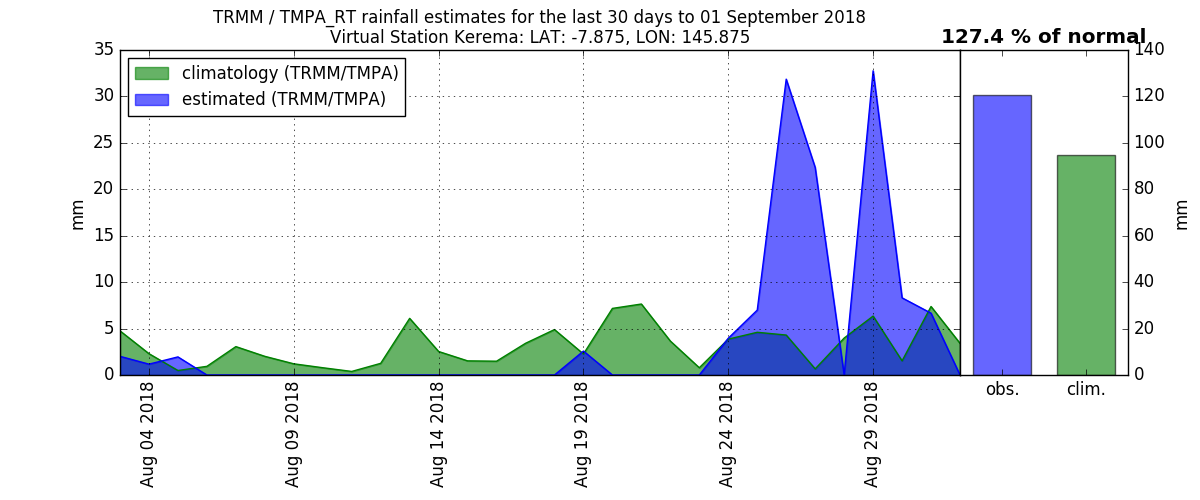 TRMM / TMPA_RT rainfall estimates for the last 30 days to 01 September 2018
Virtual Station Kerema: LAT: -7.875, LON: 145.875
127.4 % of normal
climatology (TRMM/TMPA)
estimated (TRMM/TMPA)
35
30
25
20
15
10
5
0
mm
140
120
100
80
60
40
20
0
mm
Aug 04 2018
Aug 09 2018
Aug 14 2018
Aug 19 2018
Aug 24 2018
Aug 29 2018
obs.
clim.